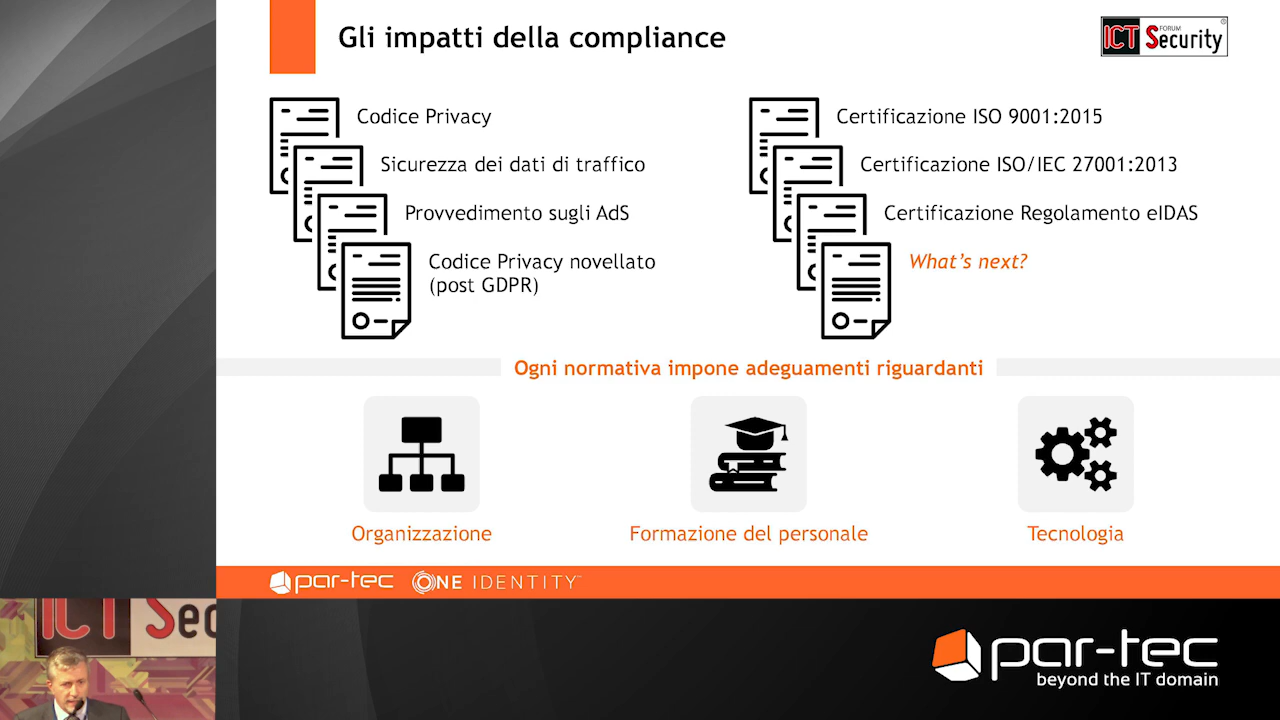 Gli impatti della compliance
ICT FORUM Security
Codice Privacy
Sicurezza dei dati di traffico
Provvedimento sugli AdS
Codice Privacy novellato
(post GDPR)
Certificazione ISO 9001:2015
Certificazione ISO/IEC 27001:2013
Certificazione Regolamento eIDAS
What's next?
Ogni normativa impone adeguamenti riguardanti
Organizzazione
Formazione del personale
Tecnologia
par-tec ONE IDENTITY™
ICT Sec
par-tec
beyond the IT domain